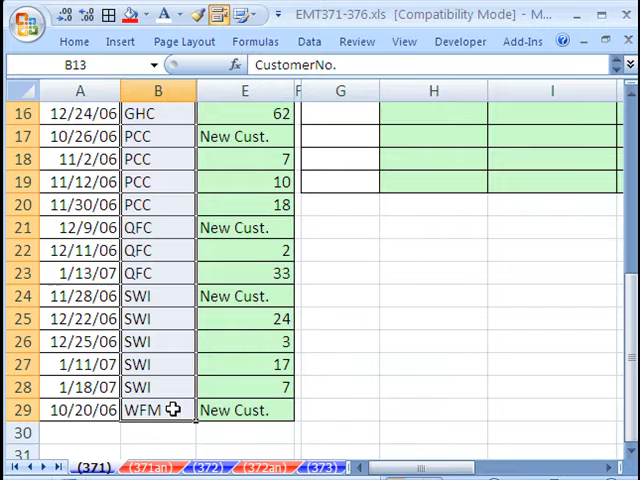 EMT371-376.xls [Compatibility Mode] - M...
Home Insert Page Layout Formulas Data Review View Developer Add-Ins
B13 fx CustomerNo.
A B E F G H I
16 12/24/06 GHC 62
17 10/26/06 PCC New Cust.
18 11/2/06 PCC 7
19 11/12/06 PCC 10
20 11/30/06 PCC 18
21 12/9/06 QFC New Cust.
22 12/11/06 QFC 2
23 1/13/07 QFC 33
24 11/28/06 SWI New Cust.
25 12/22/06 SWI 24
26 12/25/06 SWI 3
27 1/11/07 SWI 17
28 1/18/07 SWI 7
29 10/20/06 WFM New Cust.
30
31
(371) (371an) (372) (372an) (373)